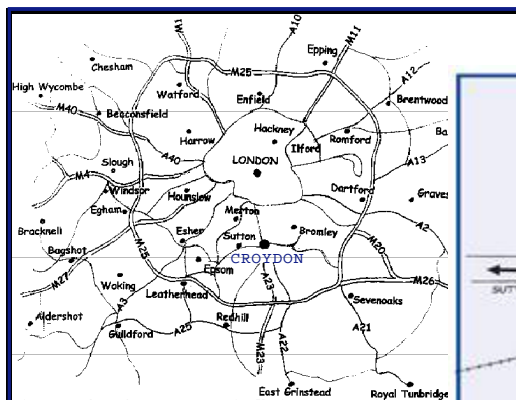 M1
A10
M11
Epping
Chesham
M25
A12
High Wycombe
Watford
Enfield
Brentwood
M40
Beaconsfield
Harrow
Hackney
Ilford
Romford
Ba
Slough
A40
LONDON
A13
M4
Windsor
Hounslow
Dartford
Graves
Egham
Merton
A2
Bracknell
Esher
Sutton
Bromley
M20
Bagshot
M25
Epsom
CROYDON
M27
Woking
A3
Leatherhead
A23
M26
Sevenoaks
Aldershot
Guildford
A25
Redhill
M23
A22
A21
East Grinstead
Royal Tunbridge
SUTT